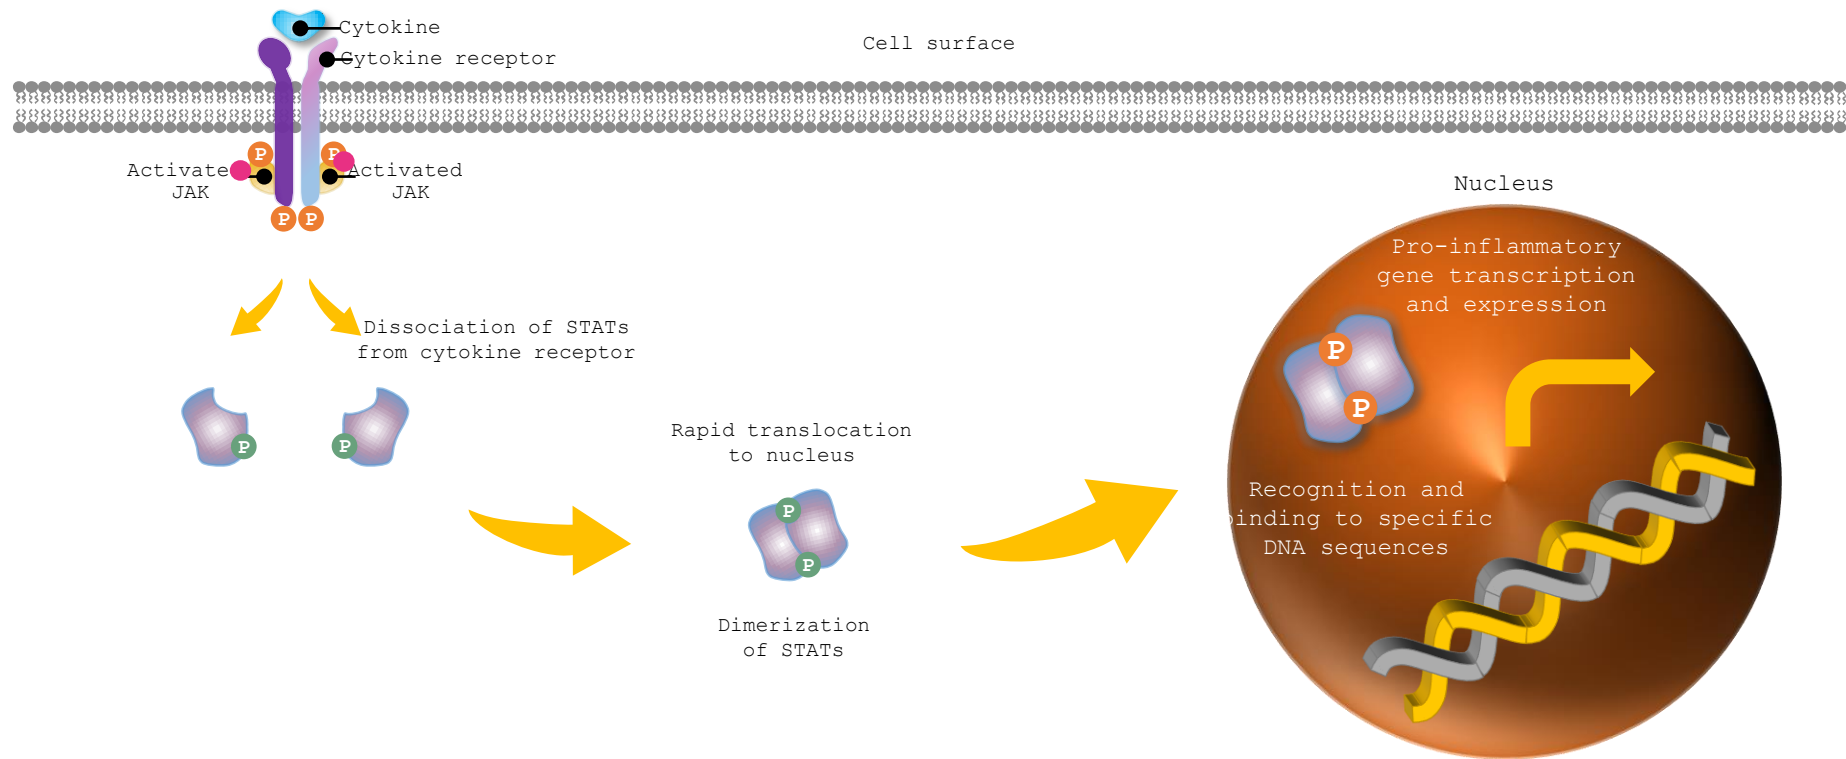 Cytokine
Cytokine receptor
Cell surface
P
P
Activate
JAK
Activated
JAK
P
P
Dissociation of STATs
from cytokine receptor
P
P
Rapid translocation
to nucleus
P
P
Dimerization
of STATs
Nucleus
Pro-inflammatory
gene transcription
and expression
P
P
Recognition and
binding to specific
DNA sequences